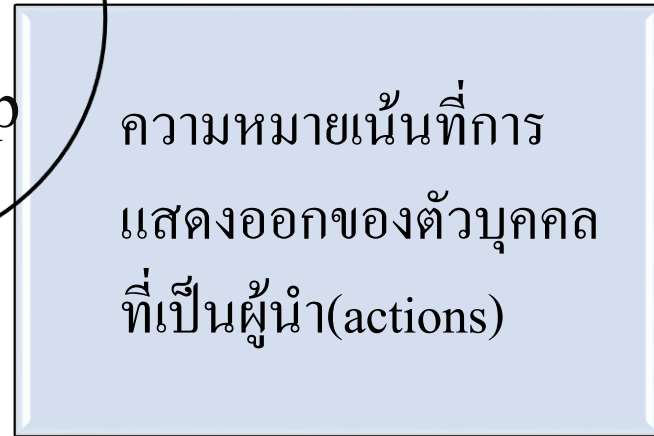 p
ความหมายเน้นที่การ
แสดงออกของตัวบุคคล
ที่เป็นผู้นำ(actions)